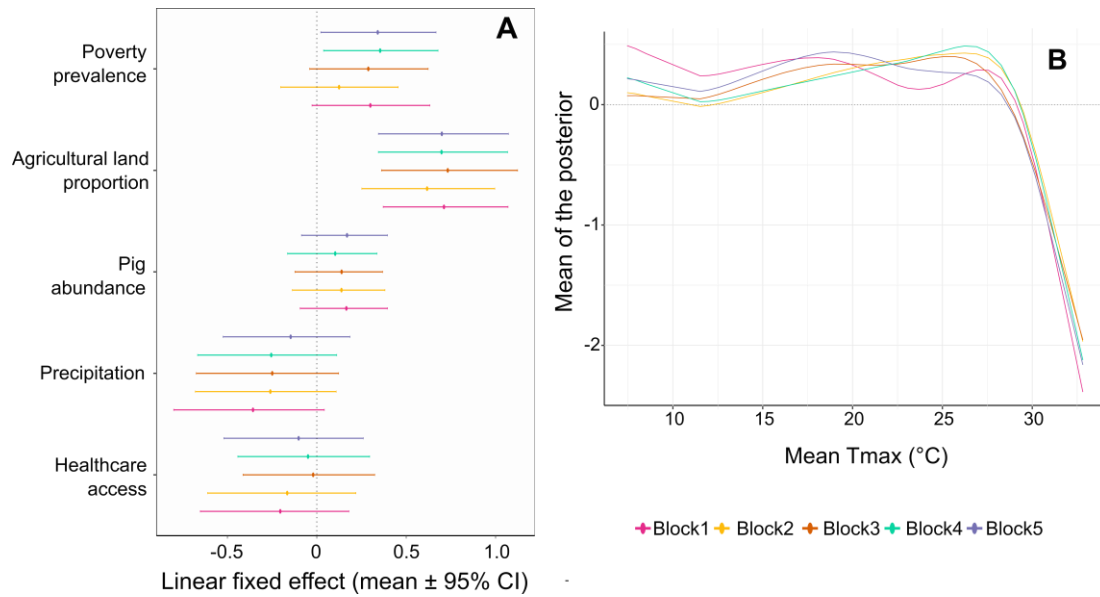 A
Poverty
prevalence
Agricultural land
proportion
Pig
abundance
Precipitation
Healthcare
access
-0.5 0 0.5 1.0
Linear fixed effect (mean ± 95% CI)
B
Mean of the posterior
0
-1
-2
10 15 20 25 30
Mean Tmax (°C)
Block1 Block2 Block3 Block4 Block5